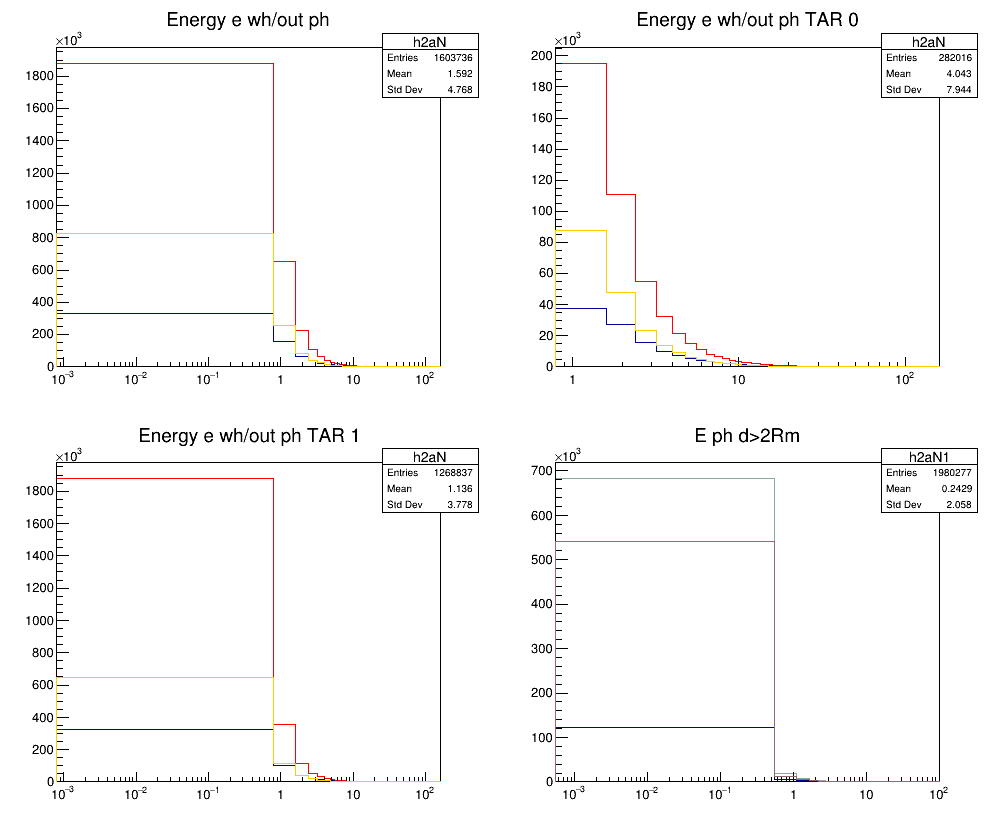 Energy e wh/out ph
×10³
h2aN
Entries 1603736
Mean 1.592
Std Dev 4.768
1800
1600
1400
1200
1000
800
600
400
200
0
10⁻³ 10⁻² 10⁻¹ 1 10 10²
Energy e wh/out ph TAR 0
×10³
h2aN
Entries 282016
Mean 4.043
Std Dev 7.944
200
180
160
140
120
100
80
60
40
20
0
1 10 10²
Energy e wh/out ph TAR 1
×10³
h2aN
Entries 1268837
Mean 1.136
Std Dev 3.778
1800
1600
1400
1200
1000
800
600
400
200
0
10⁻³ 10⁻² 10⁻¹ 1 10 10²
E ph d>2Rm
×10³
h2aN1
Entries 1980277
Mean 0.2429
Std Dev 2.058
700
600
500
400
300
200
100
0
10⁻³ 10⁻² 10⁻¹ 1 10 10²